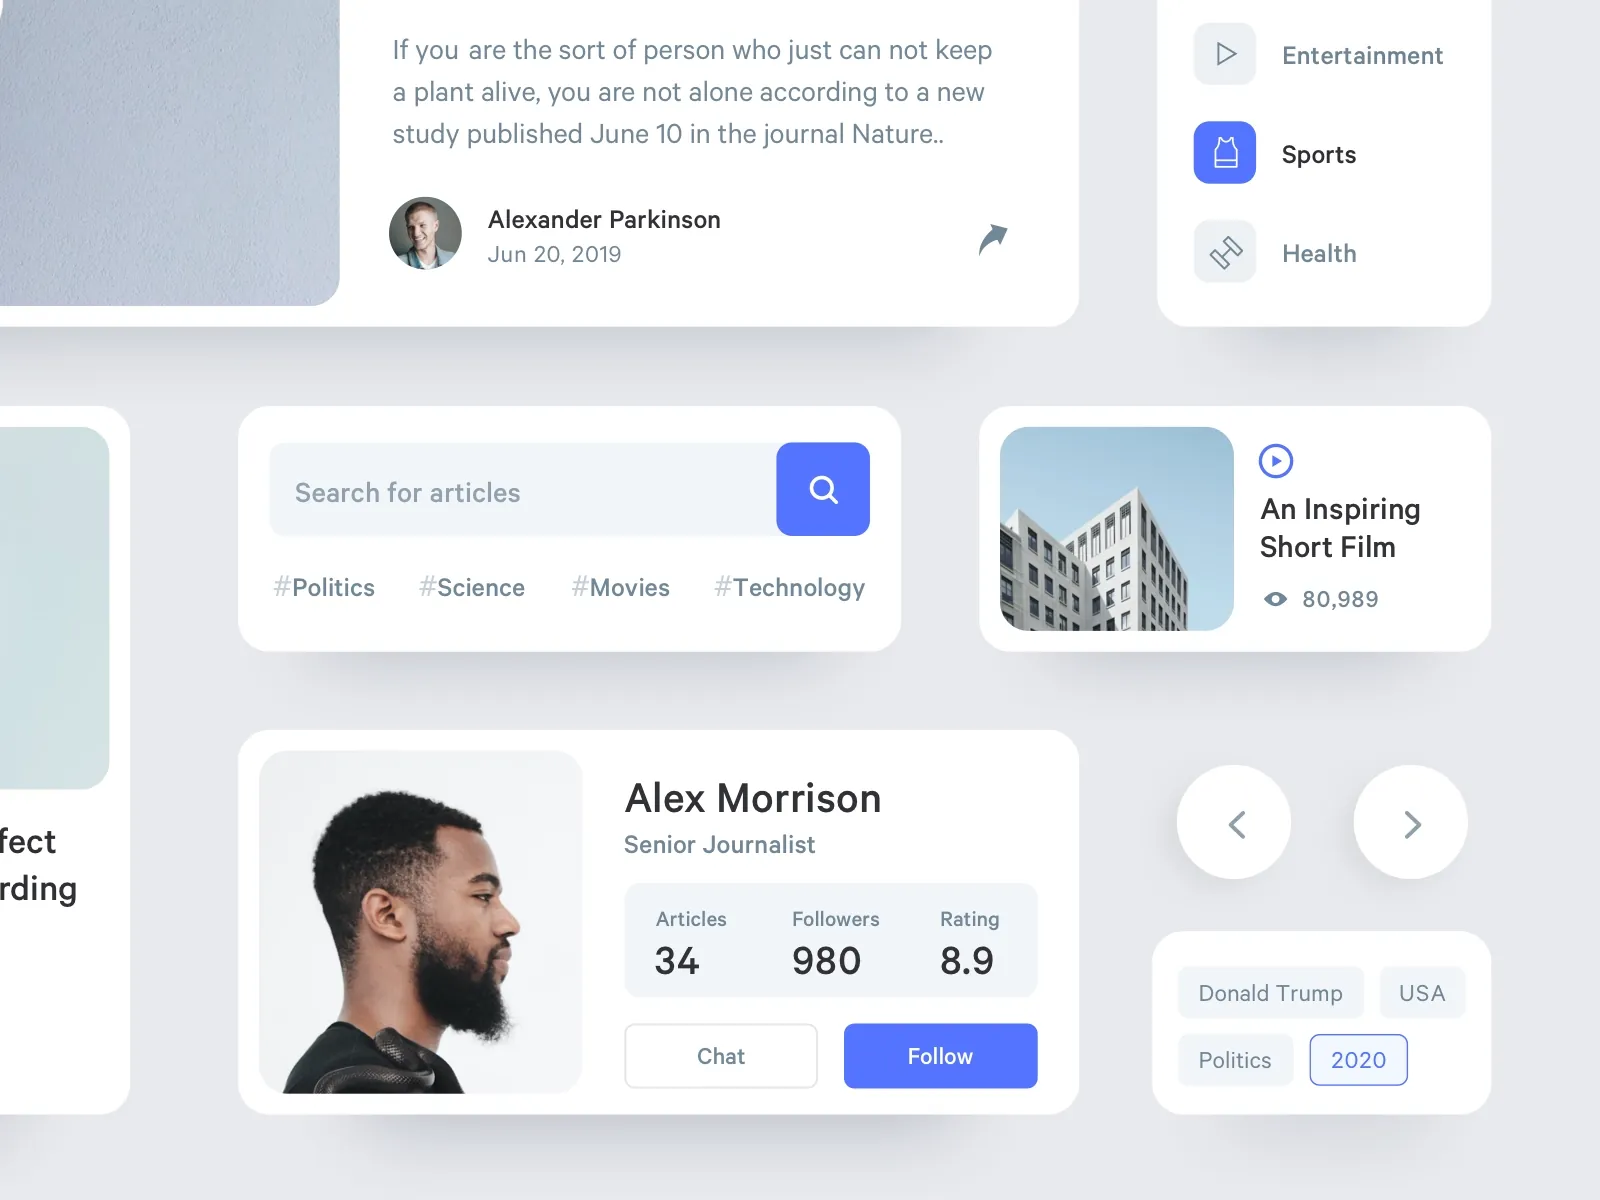 If you are the sort of person who just can not keep
a plant alive, you are not alone according to a new
study published June 10 in the journal Nature..
Alexander Parkinson
Jun 20, 2019
Entertainment
Sports
Health
fect
rding
Search for articles
#Politics #Science #Movies #Technology
An Inspiring
Short Film
80,989
Alex Morrison
Senior Journalist
Articles Followers Rating
34 980 8.9
Chat Follow
Donald Trump USA
Politics 2020